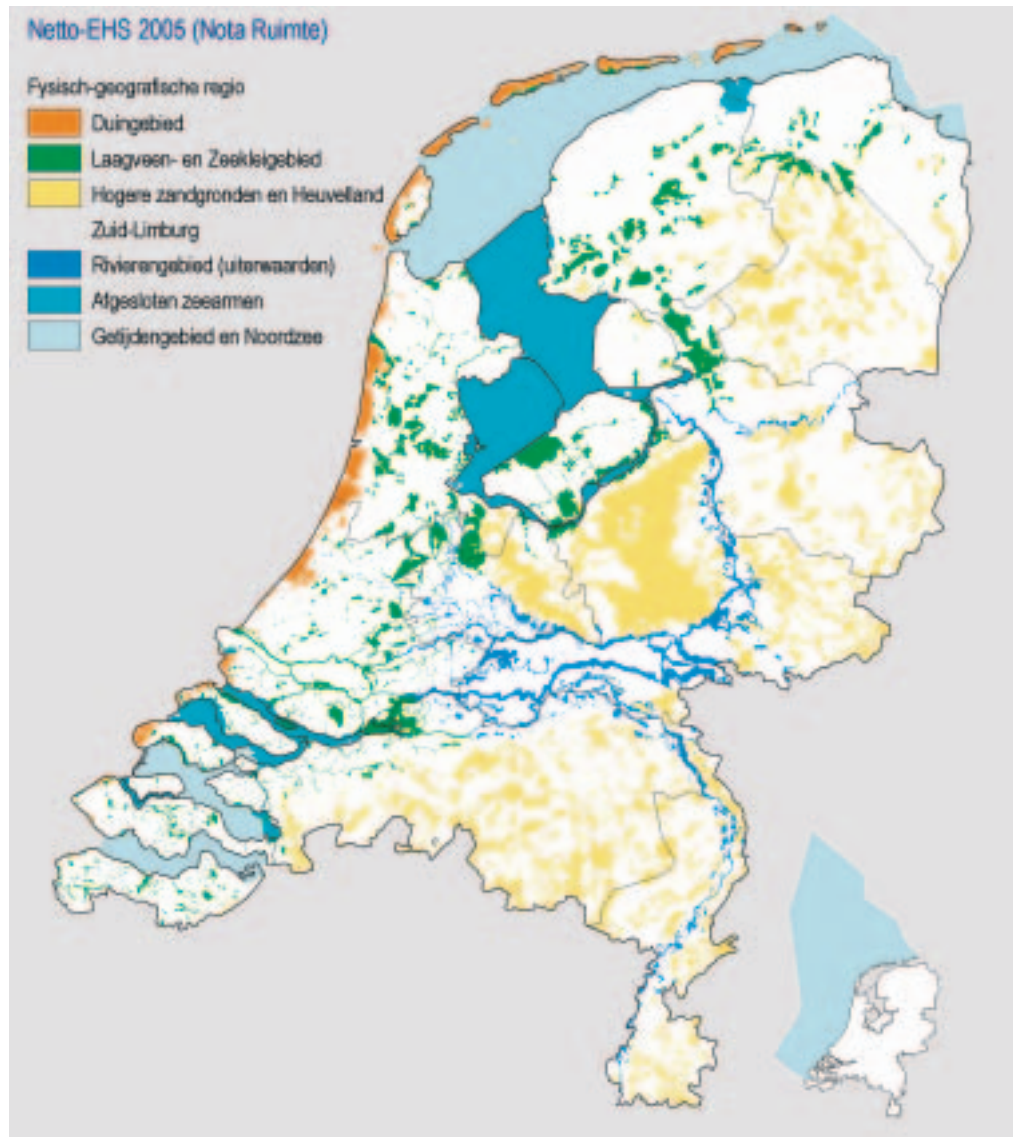 Netto-EHS 2005 (Nota Ruimte)
Fysisch-geografische regio
Duingebied
Laagveen- en Zeekleigebied
Hogere zandgronden en Heuvelland
Zuid-Limburg
Rivierengebied (uiterwaarden)
Afgesloten zeearmen
Getijdengebied en Noordzee